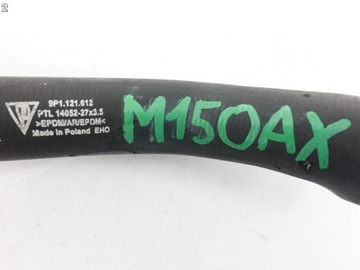 2
9P1.121.612
PTL 14052-27x3.5
>EPDM/AR/EPDM<
Made in Poland EHO
M150AX